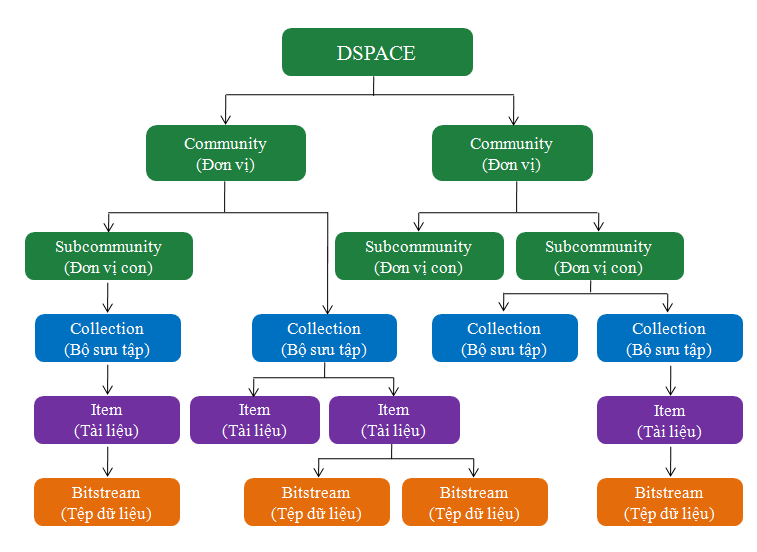 DSPACE
Community
(Đơn vị)
Community
(Đơn vị)
Subcommunity
(Đơn vị con)
Subcommunity
(Đơn vị con)
Subcommunity
(Đơn vị con)
Collection
(Bộ sưu tập)
Collection
(Bộ sưu tập)
Collection
(Bộ sưu tập)
Collection
(Bộ sưu tập)
Item
(Tài liệu)
Item
(Tài liệu)
Item
(Tài liệu)
Item
(Tài liệu)
Bitstream
(Tệp dữ liệu)
Bitstream
(Tệp dữ liệu)
Bitstream
(Tệp dữ liệu)
Bitstream
(Tệp dữ liệu)